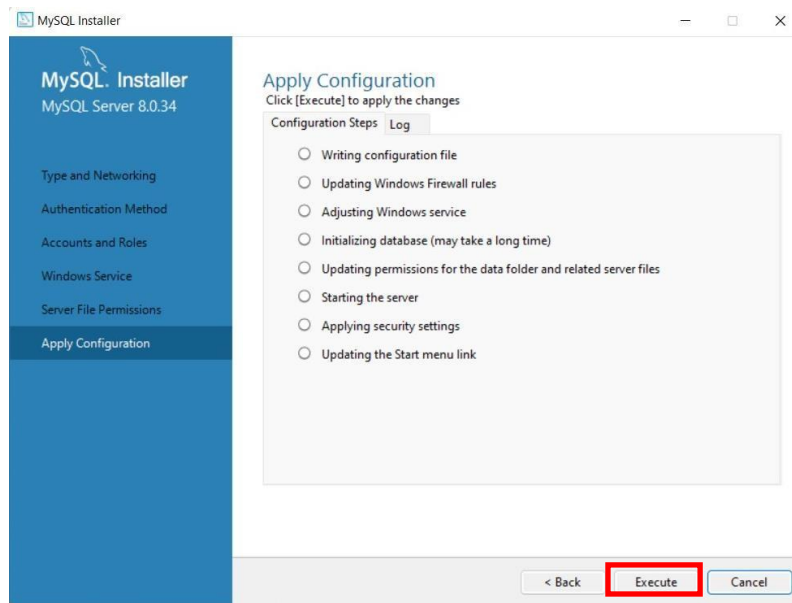 MySQL Installer
MySQL. Installer
MySQL Server 8.0.34
Type and Networking
Authentication Method
Accounts and Roles
Windows Service
Server File Permissions
Apply Configuration
Apply Configuration
Click [Execute] to apply the changes
Configuration Steps Log
Writing configuration file
Updating Windows Firewall rules
Adjusting Windows service
Initializing database (may take a long time)
Updating permissions for the data folder and related server files
Starting the server
Applying security settings
Updating the Start menu link
< Back Execute Cancel